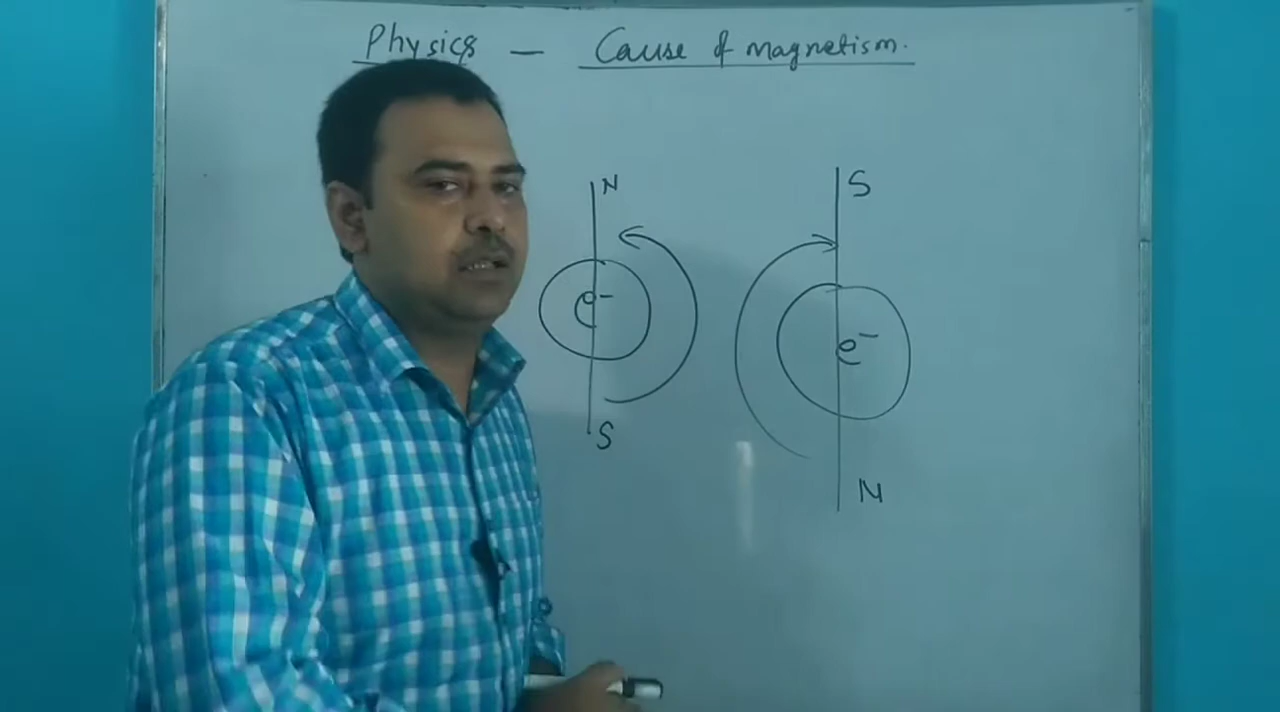 Physics — Cause of magnetism.
N
S
e-
e-
S
N